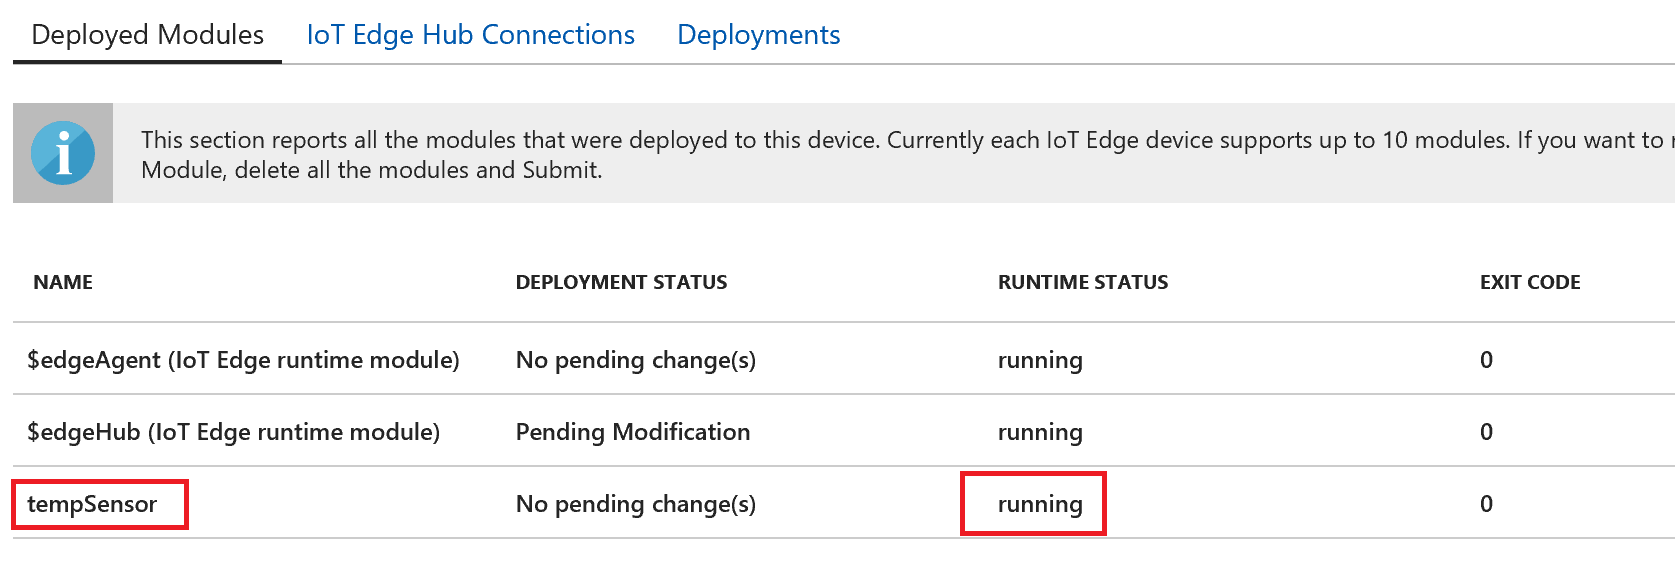 Deployed Modules IoT Edge Hub Connections Deployments
This section reports all the modules that were deployed to this device. Currently each IoT Edge device supports up to 10 modules. If you want to
Module, delete all the modules and Submit.
NAME DEPLOYMENT STATUS RUNTIME STATUS EXIT CODE
$edgeAgent (IoT Edge runtime module) No pending change(s) running 0
$edgeHub (IoT Edge runtime module) Pending Modification running 0
tempSensor No pending change(s) running 0